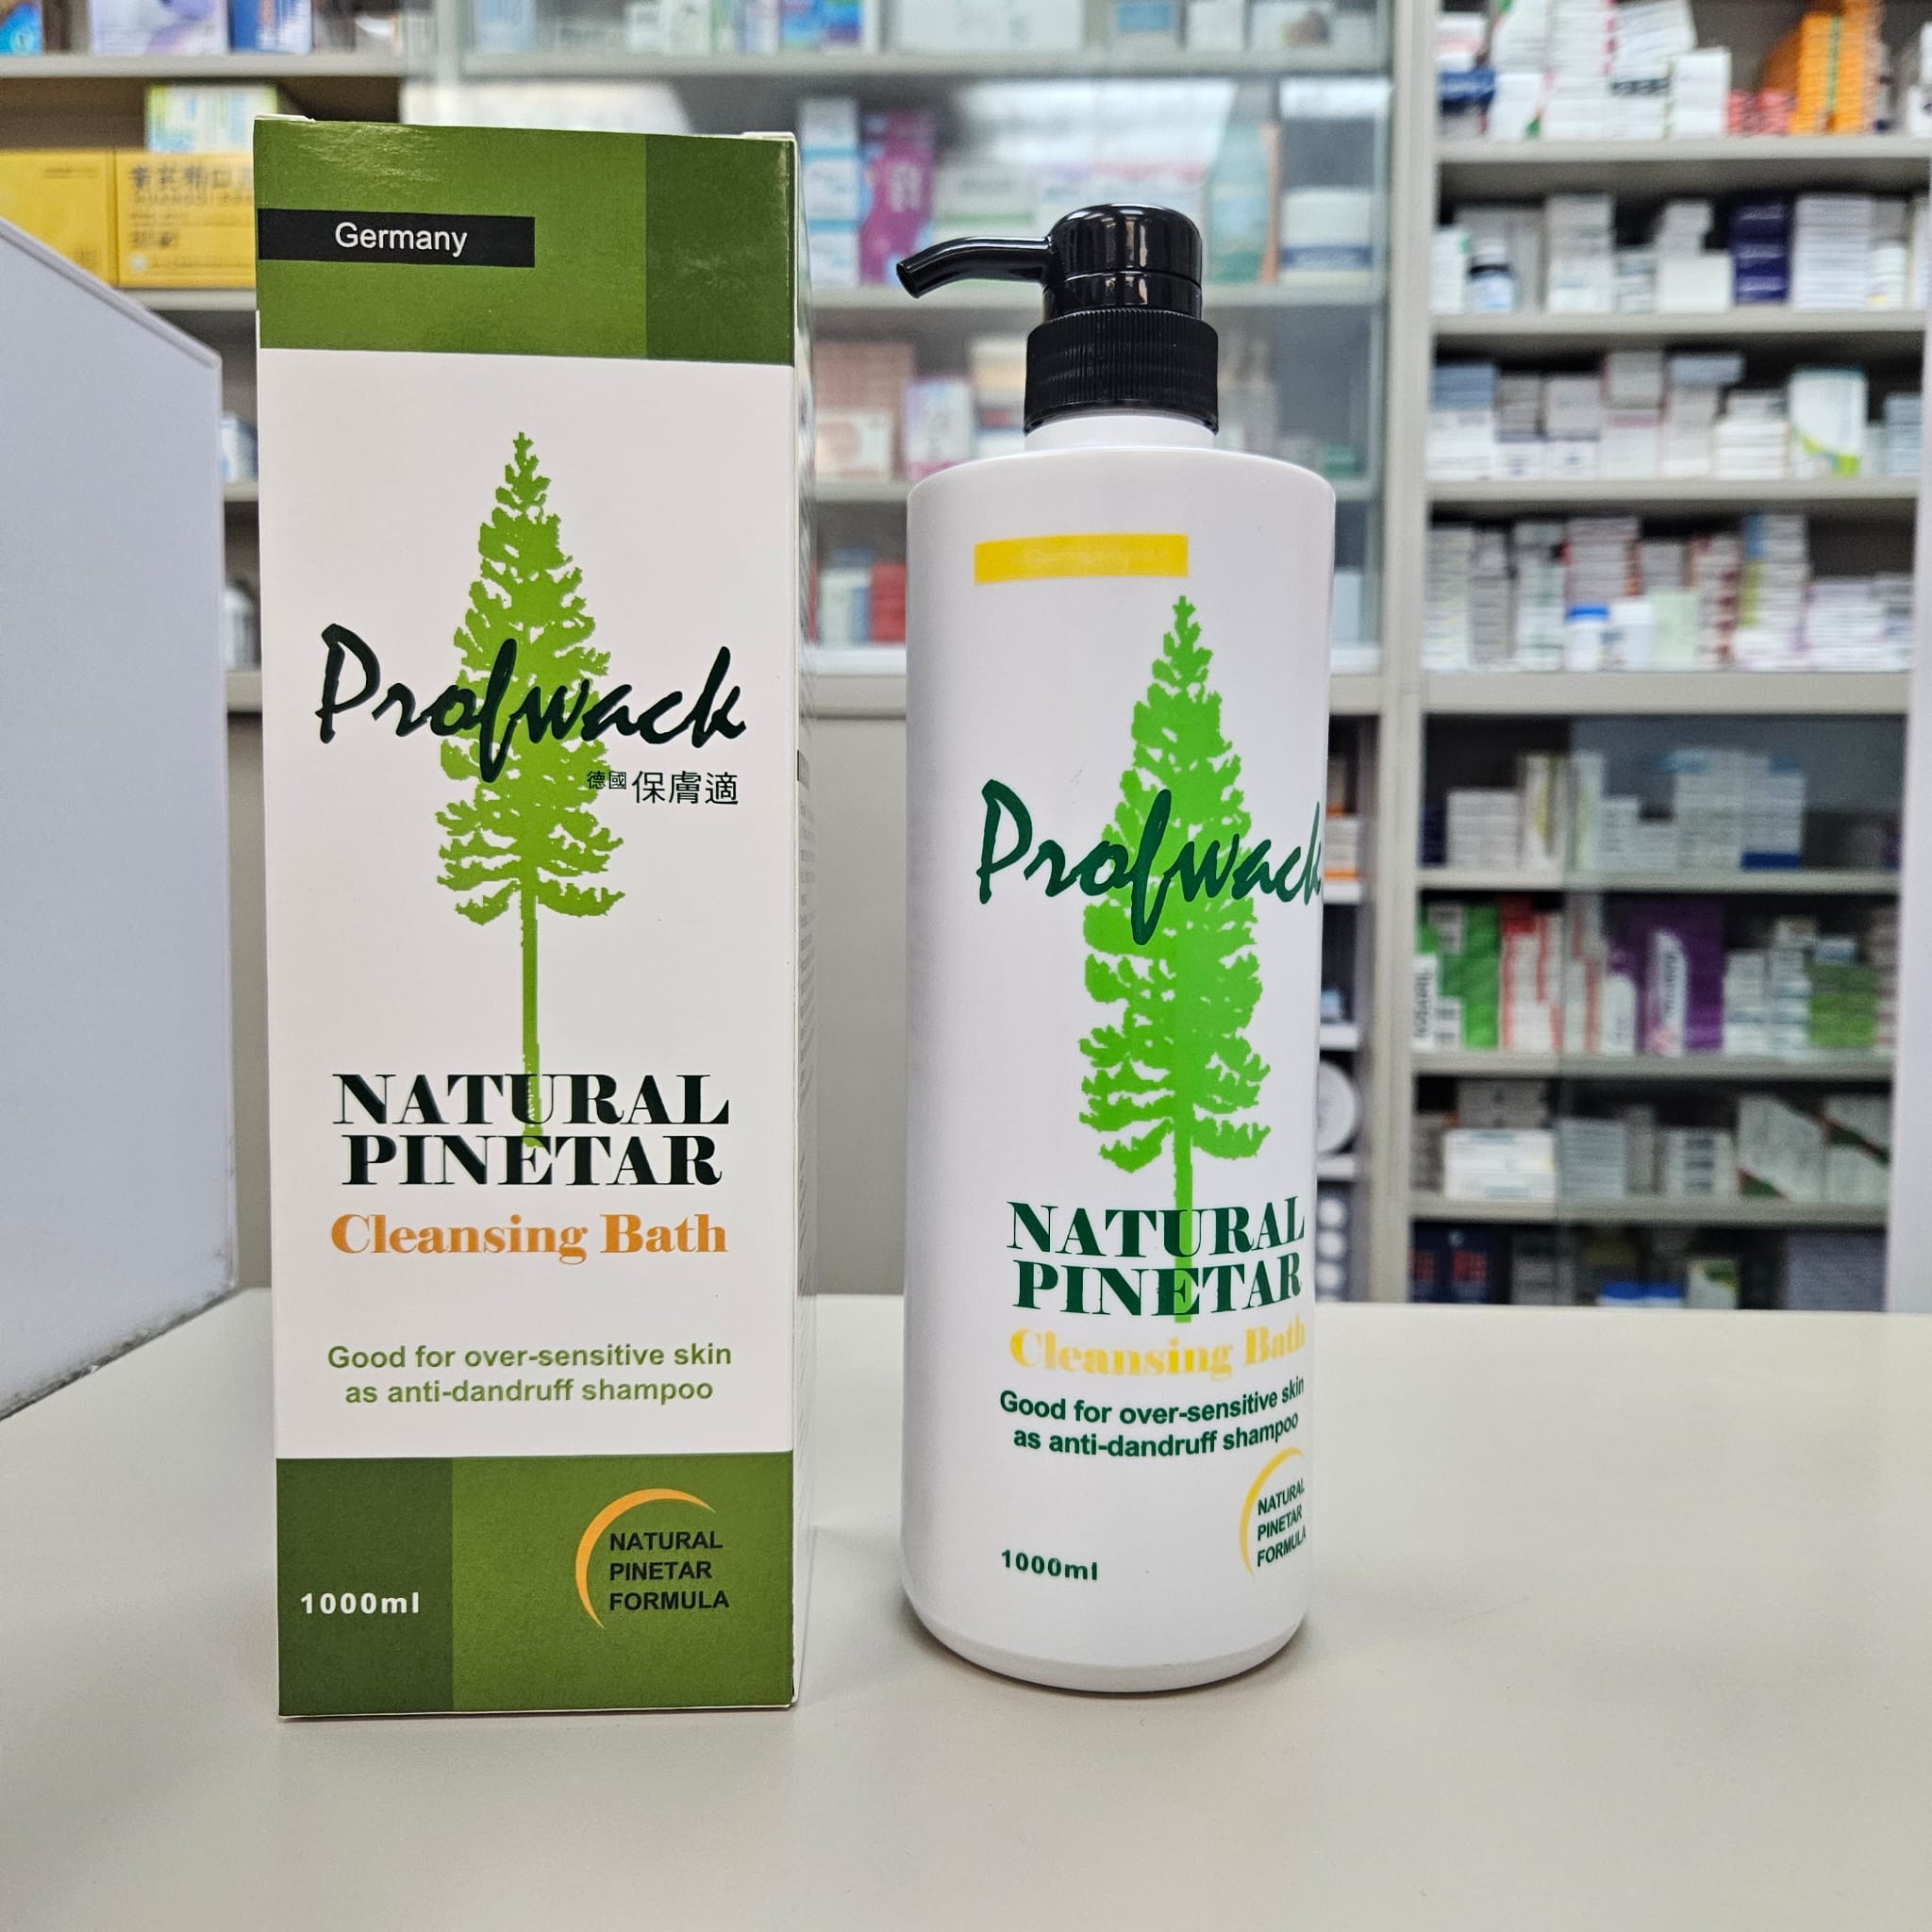 Germany
Profwack
德國保膚適
NATURAL
PINETAR
Cleansing Bath
Good for over-sensitive skin
as anti-dandruff shampoo
1000ml
NATURAL
PINETAR
FORMULA
Germany
Profwack
NATURAL
PINETAR
Cleansing Bath
Good for over-sensitive skin
as anti-dandruff shampoo
NATURAL
PINETAR
FORMULA
1000ml